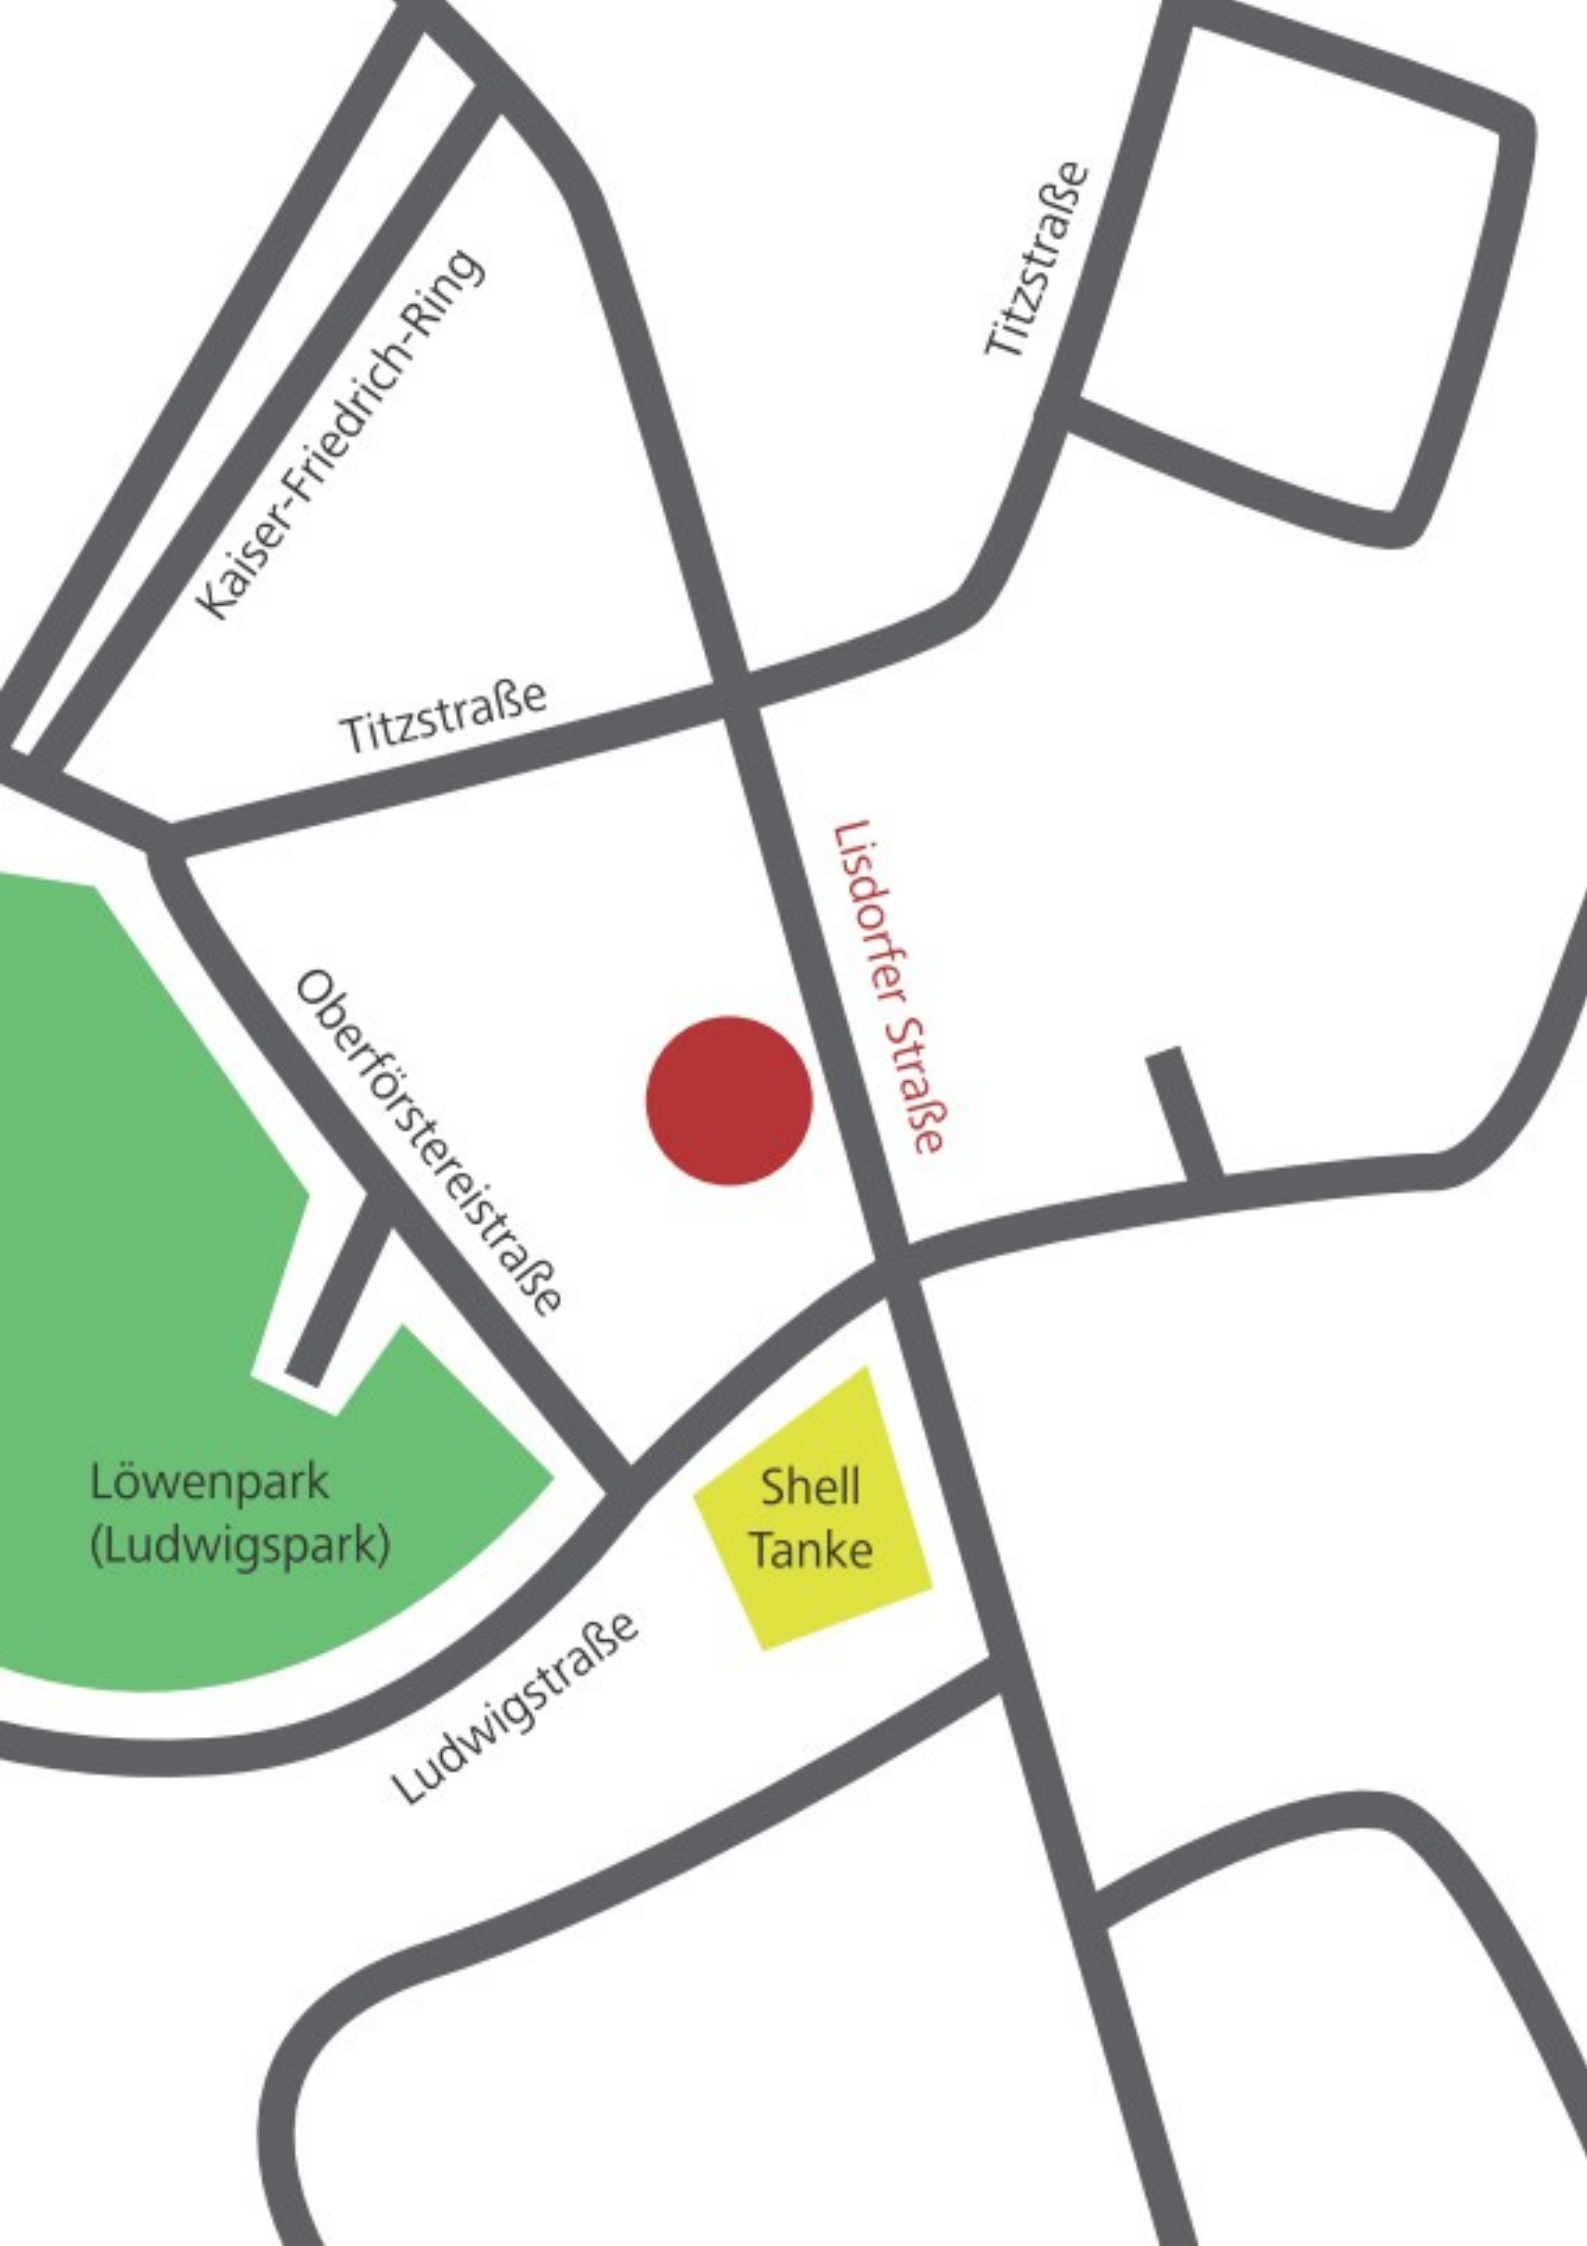 Titzstraße
Kaiser-Friedrich-Ring
Titzstraße
Lisdorfer Straße
Oberförstereistraße
Löwenpark
(Ludwigspark)
Shell
Tanke
Ludwigstraße